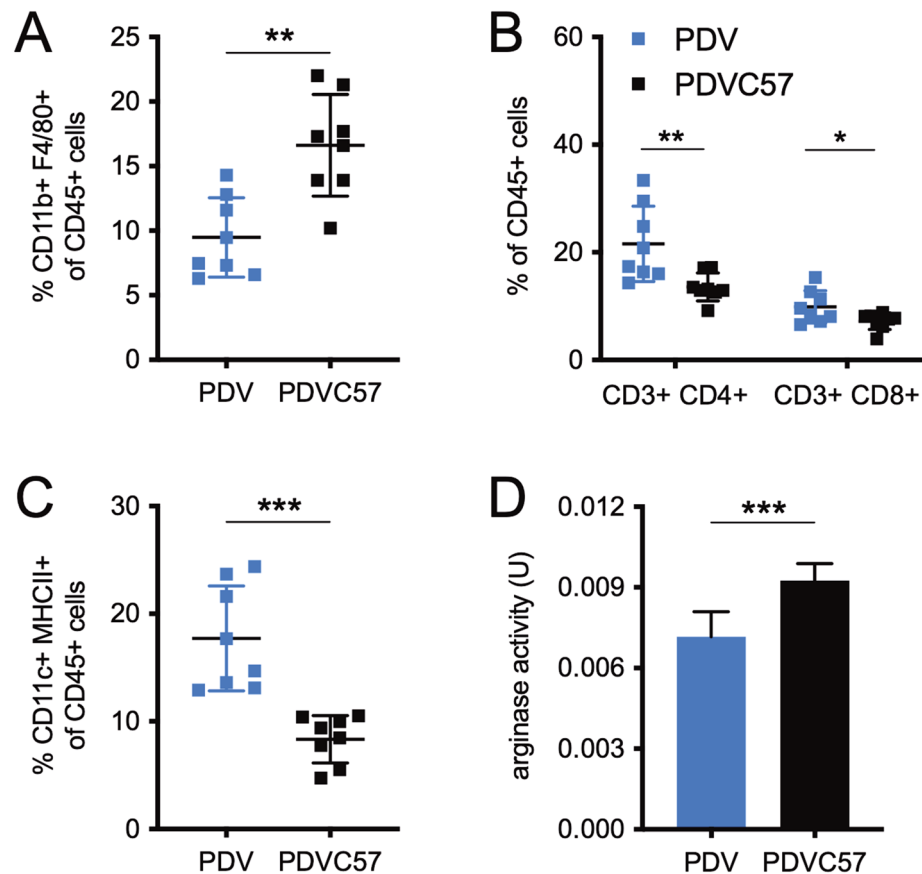 A
25
20
15
10
5
0
% CD11b+ F4/80+
of CD45+ cells
**
PDV
PDVC57
B
60
40
20
0
% of CD45+ cells
PDV
PDVC57
**
*
CD3+ CD4+
CD3+ CD8+
C
30
20
10
0
% CD11c+ MHCII+
of CD45+ cells
***
PDV
PDVC57
D
0.012
0.009
0.006
0.003
0.000
arginase activity (U)
***
PDV
PDVC57